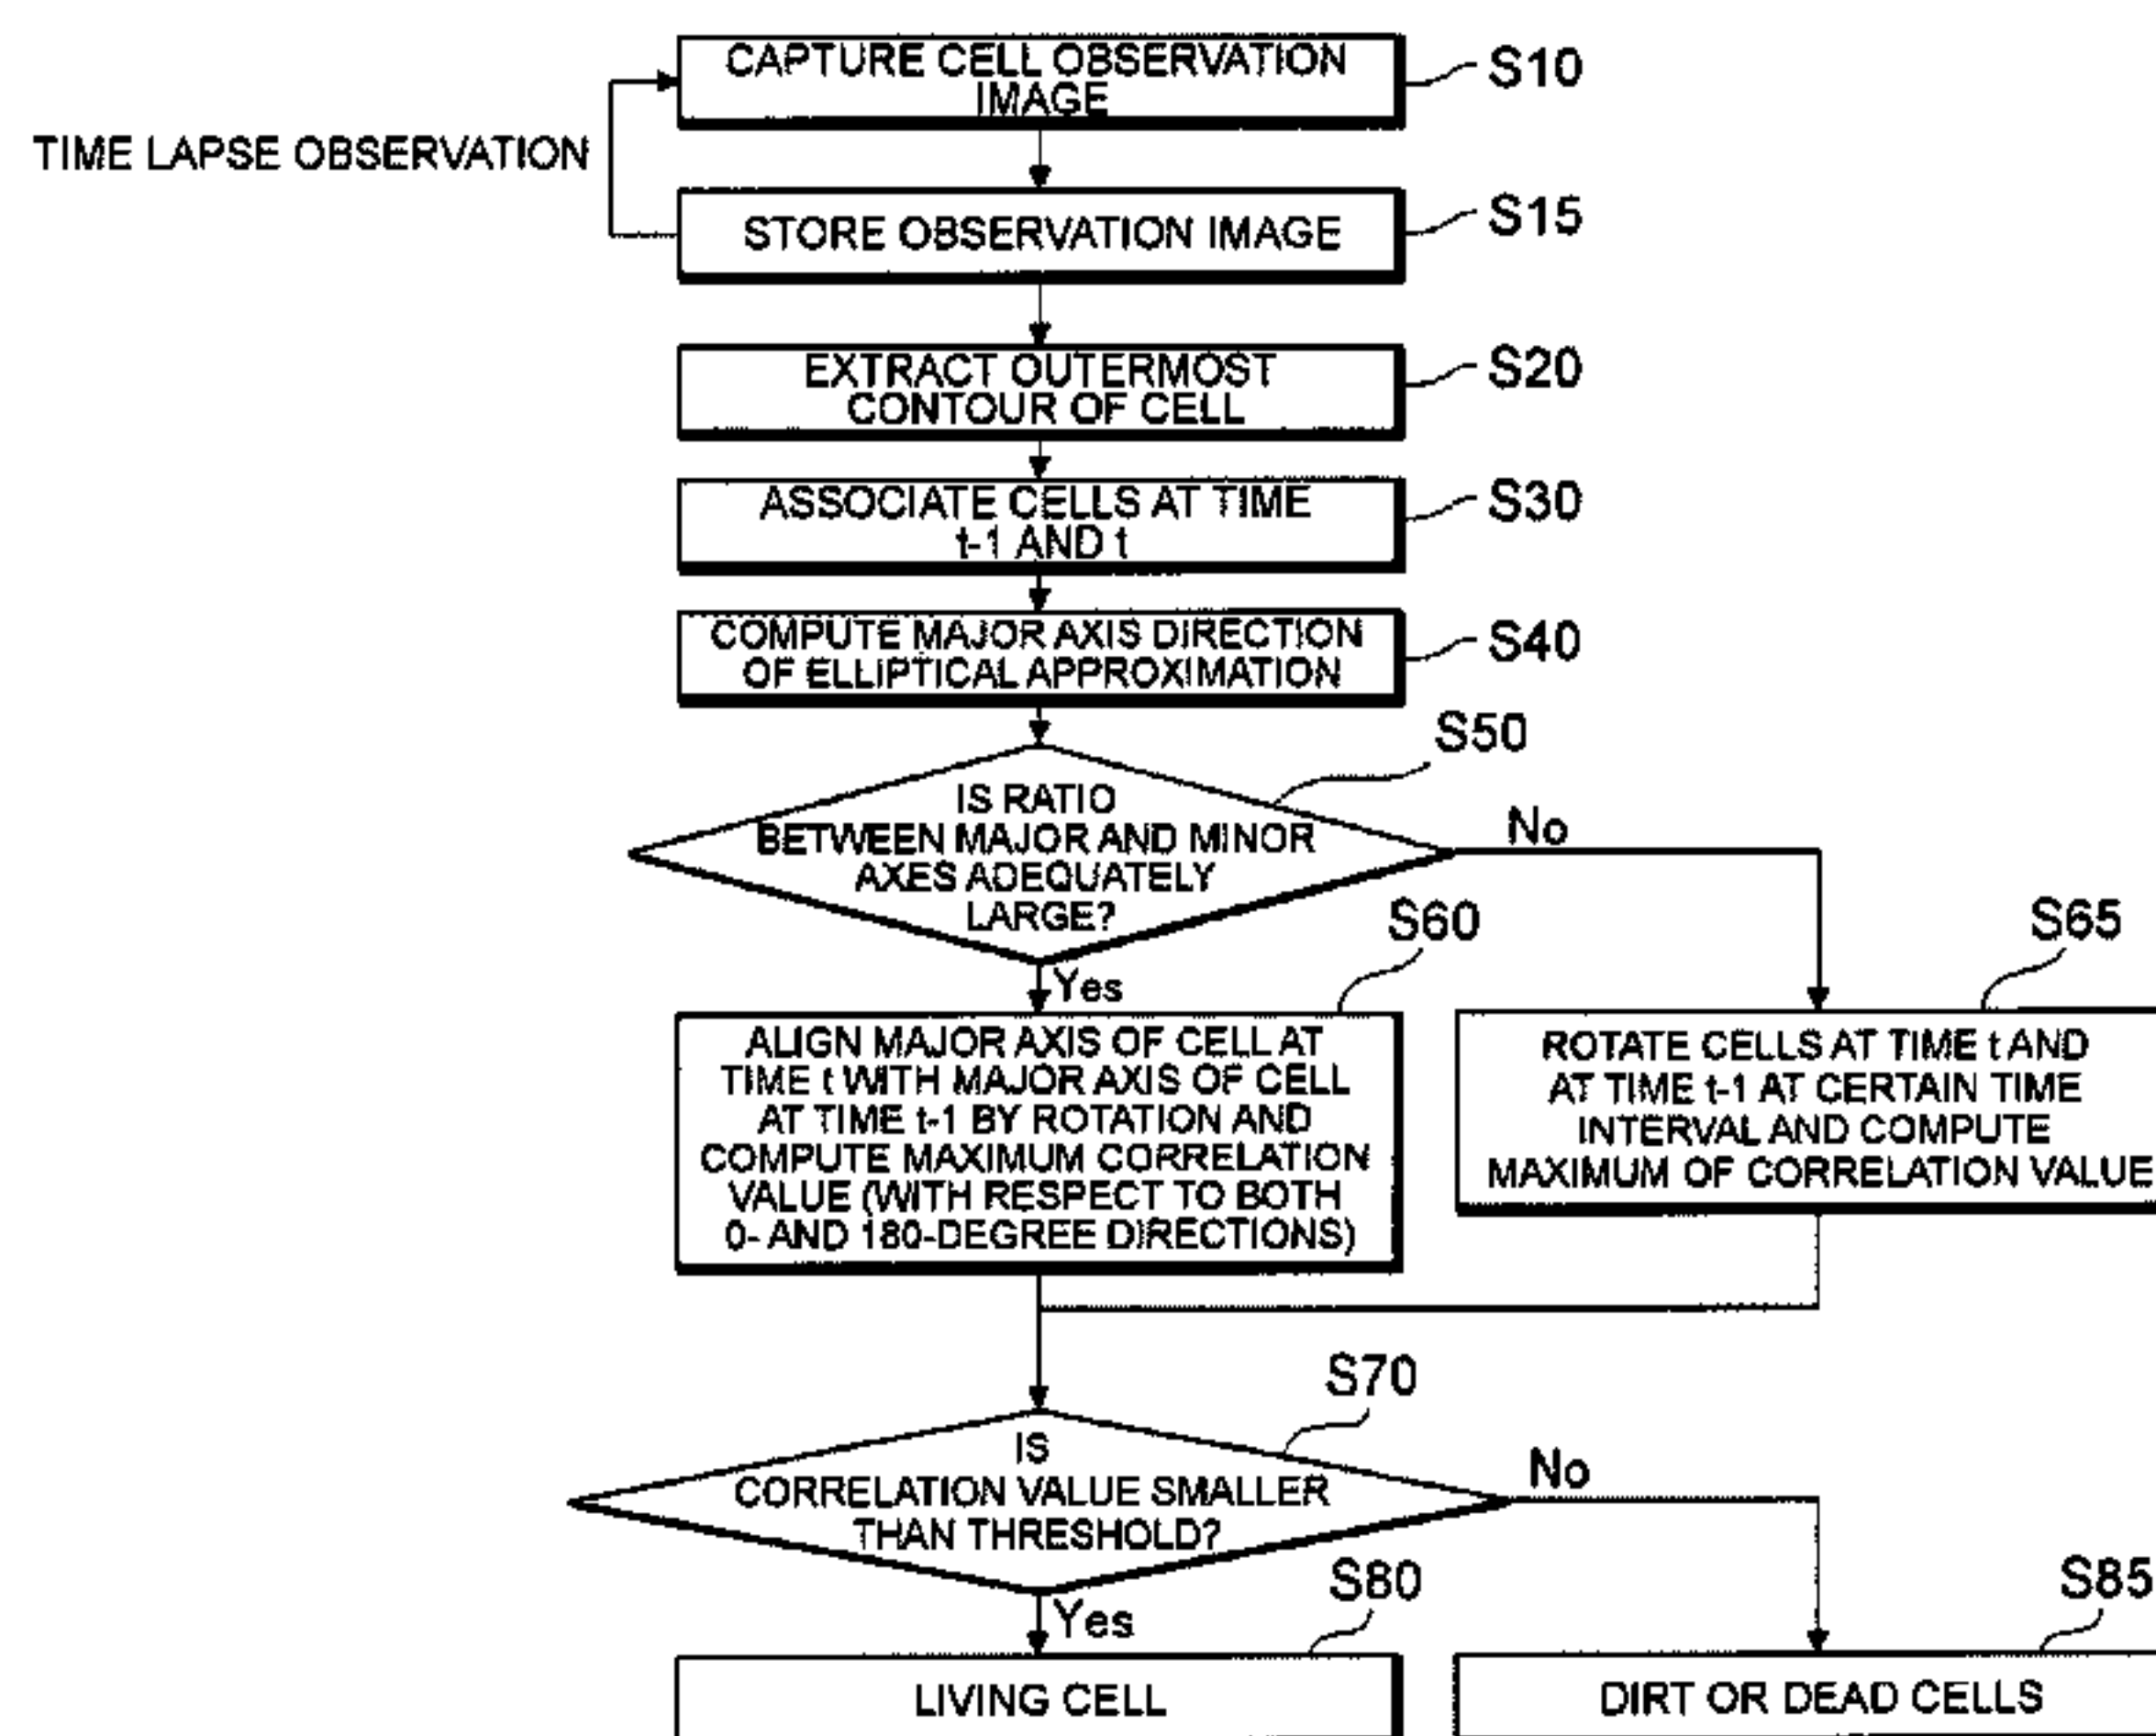 CAPTURE CELL OBSERVATION
IMAGE
S10
TIME LAPSE OBSERVATION
STORE OBSERVATION IMAGE
S15
EXTRACT OUTERMOST
CONTOUR OF CELL
S20
ASSOCIATE CELLS AT TIME
t-1 AND t
S30
COMPUTE MAJOR AXIS DIRECTION
OF ELLIPTICAL APPROXIMATION
S40
S50
IS RATIO
BETWEEN MAJOR AND MINOR
AXES ADEQUATELY
LARGE?
No
Yes
S60
ALIGN MAJOR AXIS OF CELL AT
TIME t WITH MAJOR AXIS OF CELL
AT TIME t-1 BY ROTATION AND
COMPUTE MAXIMUM CORRELATION
VALUE (WITH RESPECT TO BOTH
0- AND 180-DEGREE DIRECTIONS)
S65
ROTATE CELLS AT TIME t AND
AT TIME t-1 AT CERTAIN TIME
INTERVAL AND COMPUTE
MAXIMUM OF CORRELATION VALUE
S70
IS
CORRELATION VALUE SMALLER
THAN THRESHOLD?
No
Yes
S80
LIVING CELL
S85
DIRT OR DEAD CELLS